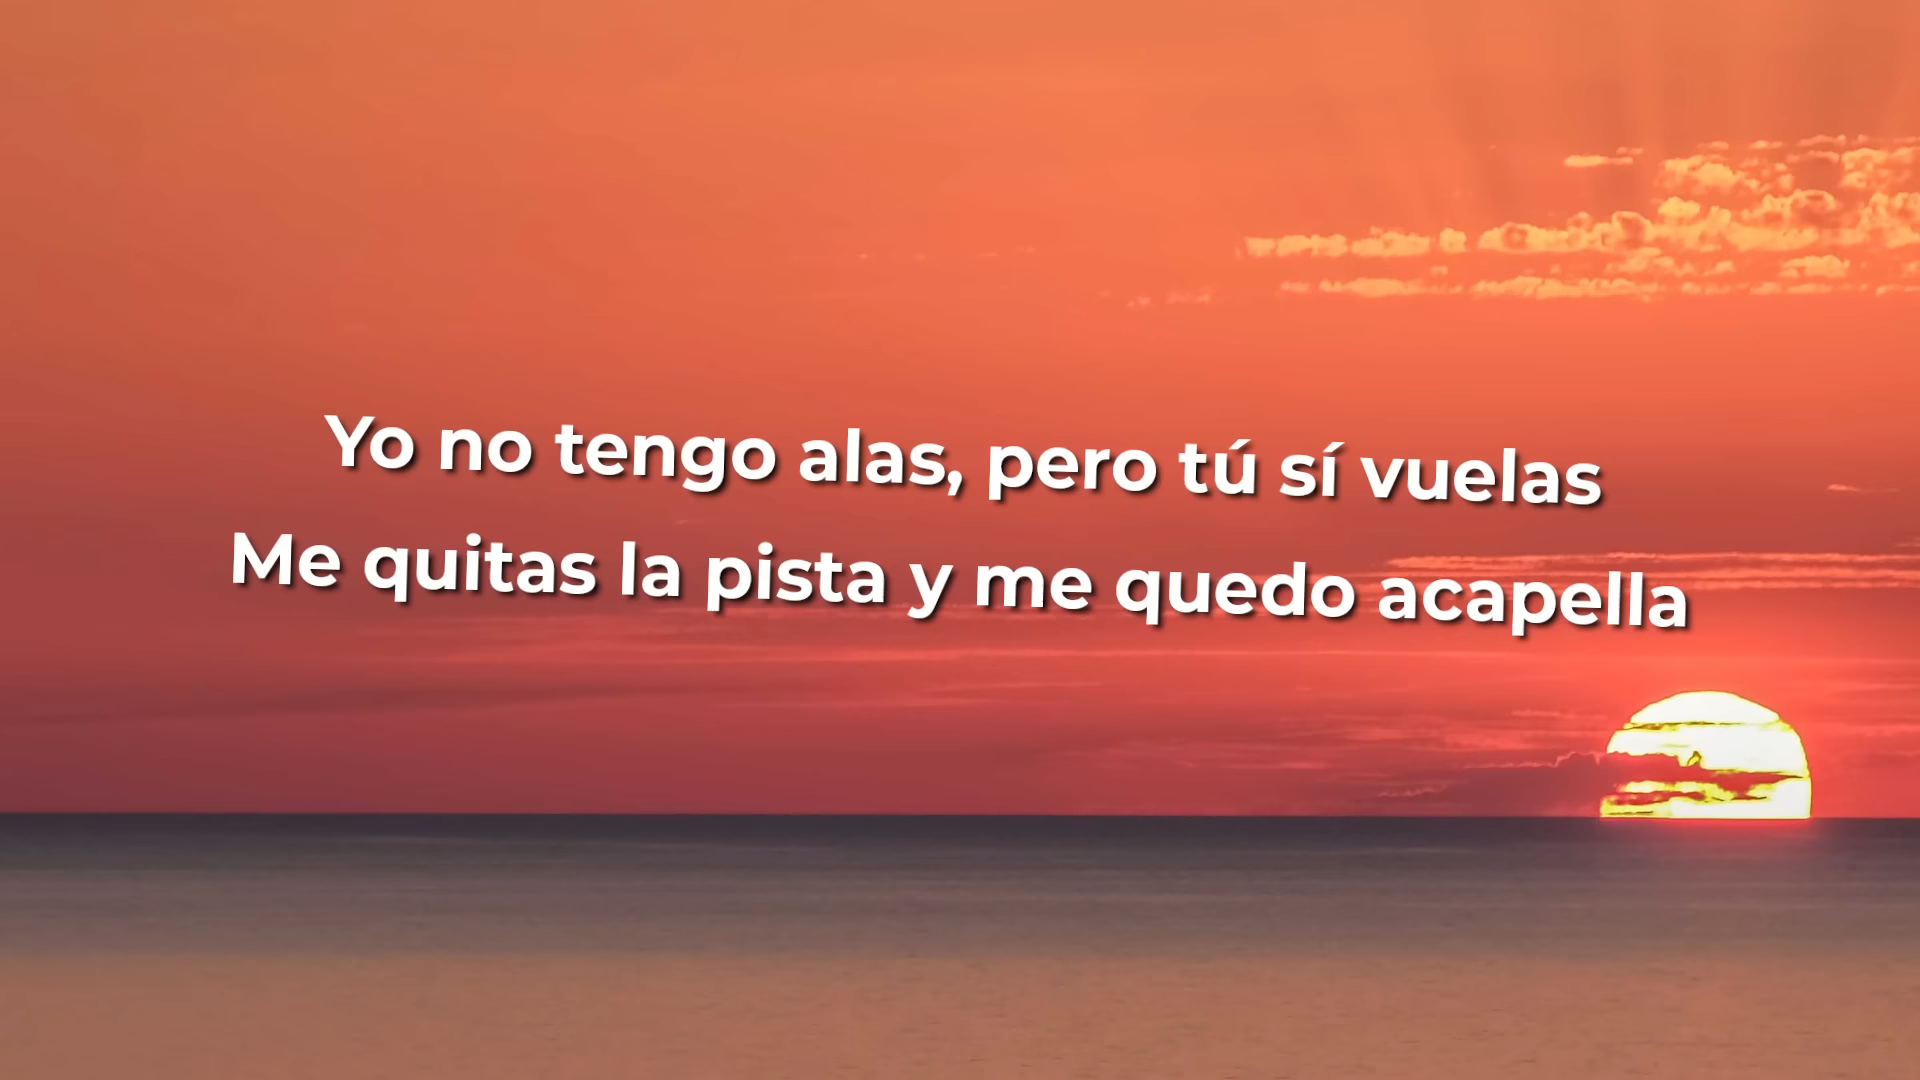 Yo no tengo alas, pero tú sí vuelas
Me quitas la pista y me quedo acapella